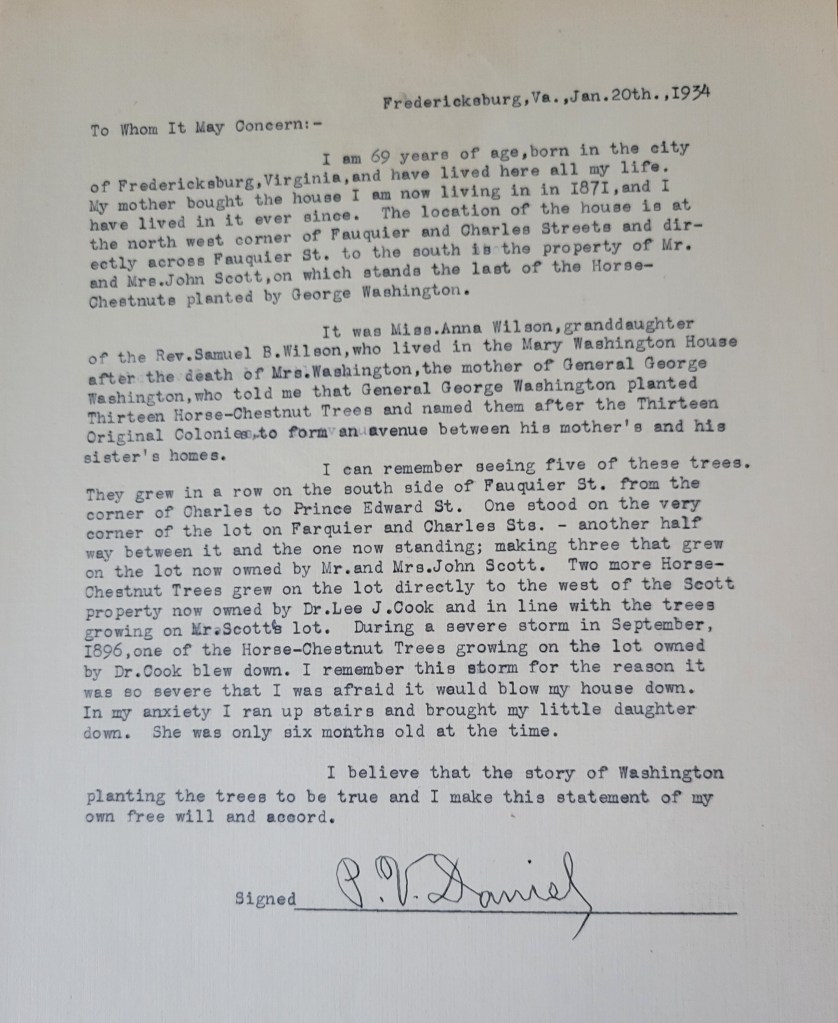 Fredericksburg,Va.,Jan.20th.,1934
To Whom It May Concern:-
I am 69 years of age,born in the city
of Fredericksburg,Virginia,and have lived here all my life.
My mother bought the house I am now living in in 1871,and I
have lived in it ever since. The location of the house is at
the north west corner of Fauquier and Charles Streets and dir-
ectly across Fauquier St. to the south is the property of Mr.
and Mrs.John Scott,on which stands the last of the Horse-
Chestnuts planted by George Washington.
It was Miss.Anna Wilson,granddaughter
of the Rev.Samuel B.Wilson,who lived in the Mary Washington House
after the death of Mrs.Washington,the mother of General George
Washington,who told me that General George Washington planted
Thirteen Horse-Chestnut Trees and named them after the Thirteen
Original Colonies,to form an avenue between his mother's and his
sister's homes.
I can remember seeing five of these trees.
They grew in a row on the south side of Fauquier St. from the
corner of Charles to Prince Edward St. One stood on the very
corner of the lot on Farquier and Charles Sts. - another half
way between it and the one now standing; making three that grew
on the lot now owned by Mr.and Mrs.John Scott. Two more Horse-
Chestnut Trees grew on the lot directly to the west of the Scott
property now owned by Dr.Lee J.Cook and in line with the trees
growing on Mr.Scott's lot. During a severe storm in September,
1896,one of the Horse-Chestnut Trees growing on the lot owned
by Dr.Cook blew down. I remember this storm for the reason it
was so severe that I was afraid it would blow my house down.
In my anxiety I ran up stairs and brought my little daughter
down. She was only six months old at the time.
I believe that the story of Washington
planting the trees to be true and I make this statement of my
own free will and accord.
Signed P.V.Daniel